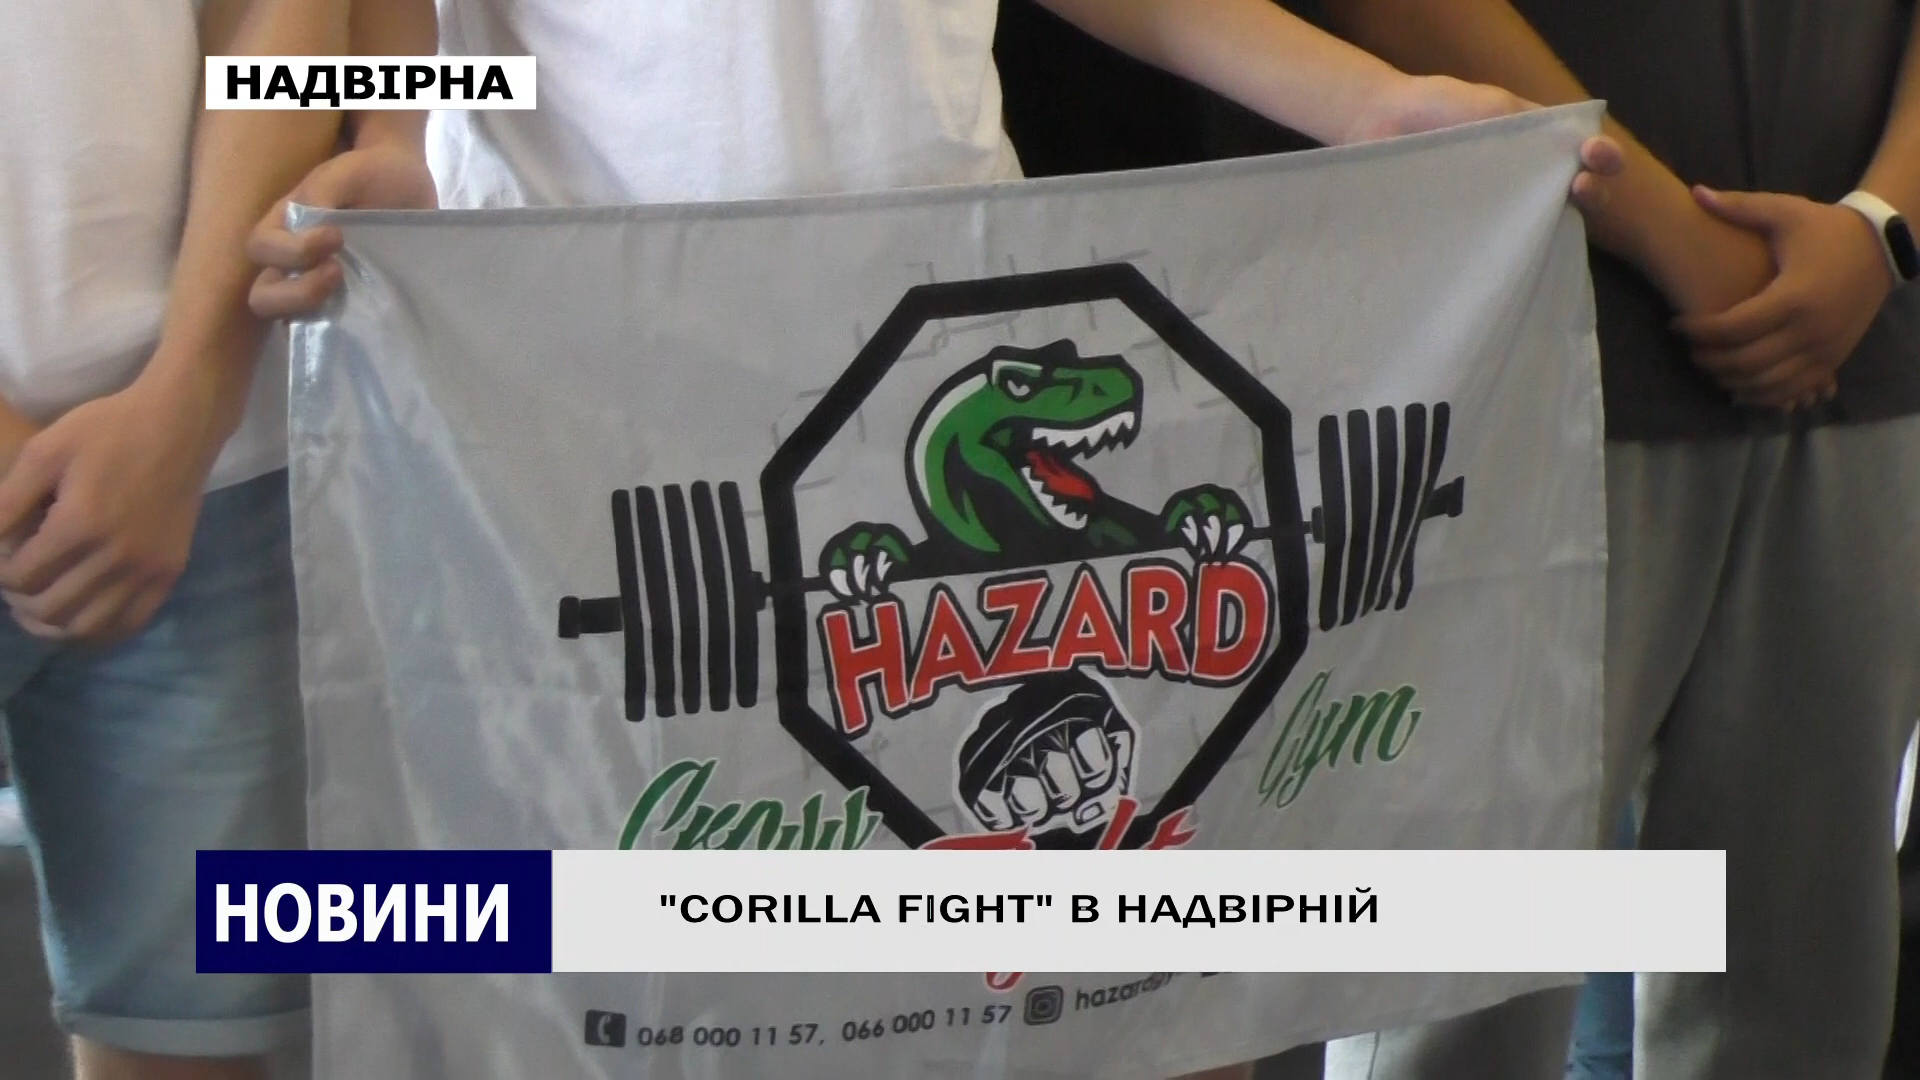 НАДВІРНА
HAZARD
Gym
НОВИНИ
"CORILLA FIGHT" В НАДВІРНІЙ
068 000 11 57, 066 000 11 57